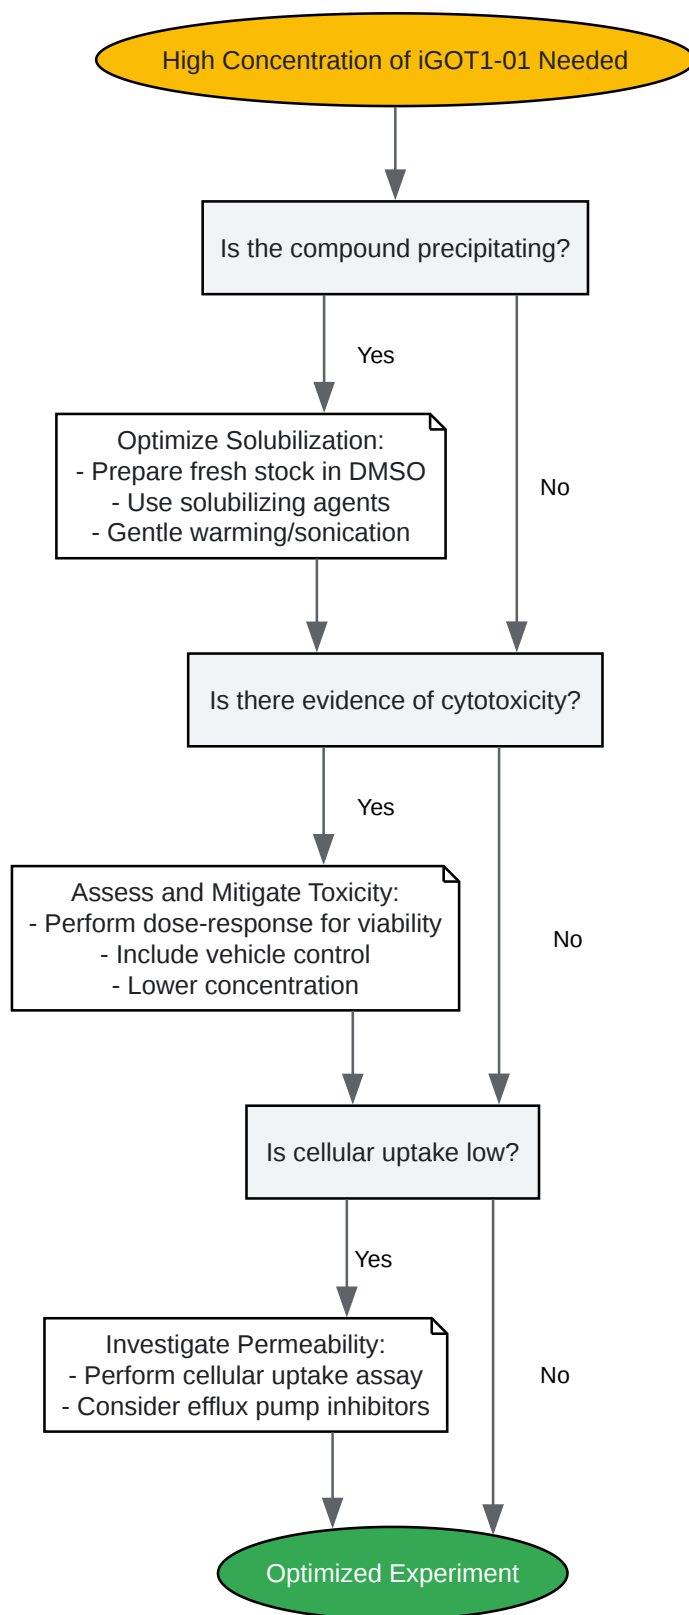 High Concentration of iGOT1-01 Needed
Is the compound precipitating?
Yes
Optimize Solubilization:
- Prepare fresh stock in DMSO
- Use solubilizing agents
- Gentle warming/sonication
No
Is there evidence of cytotoxicity?
Yes
Assess and Mitigate Toxicity:
- Perform dose-response for viability
- Include vehicle control
- Lower concentration
No
Is cellular uptake low?
Yes
Investigate Permeability:
- Perform cellular uptake assay
- Consider efflux pump inhibitors
No
Optimized Experiment